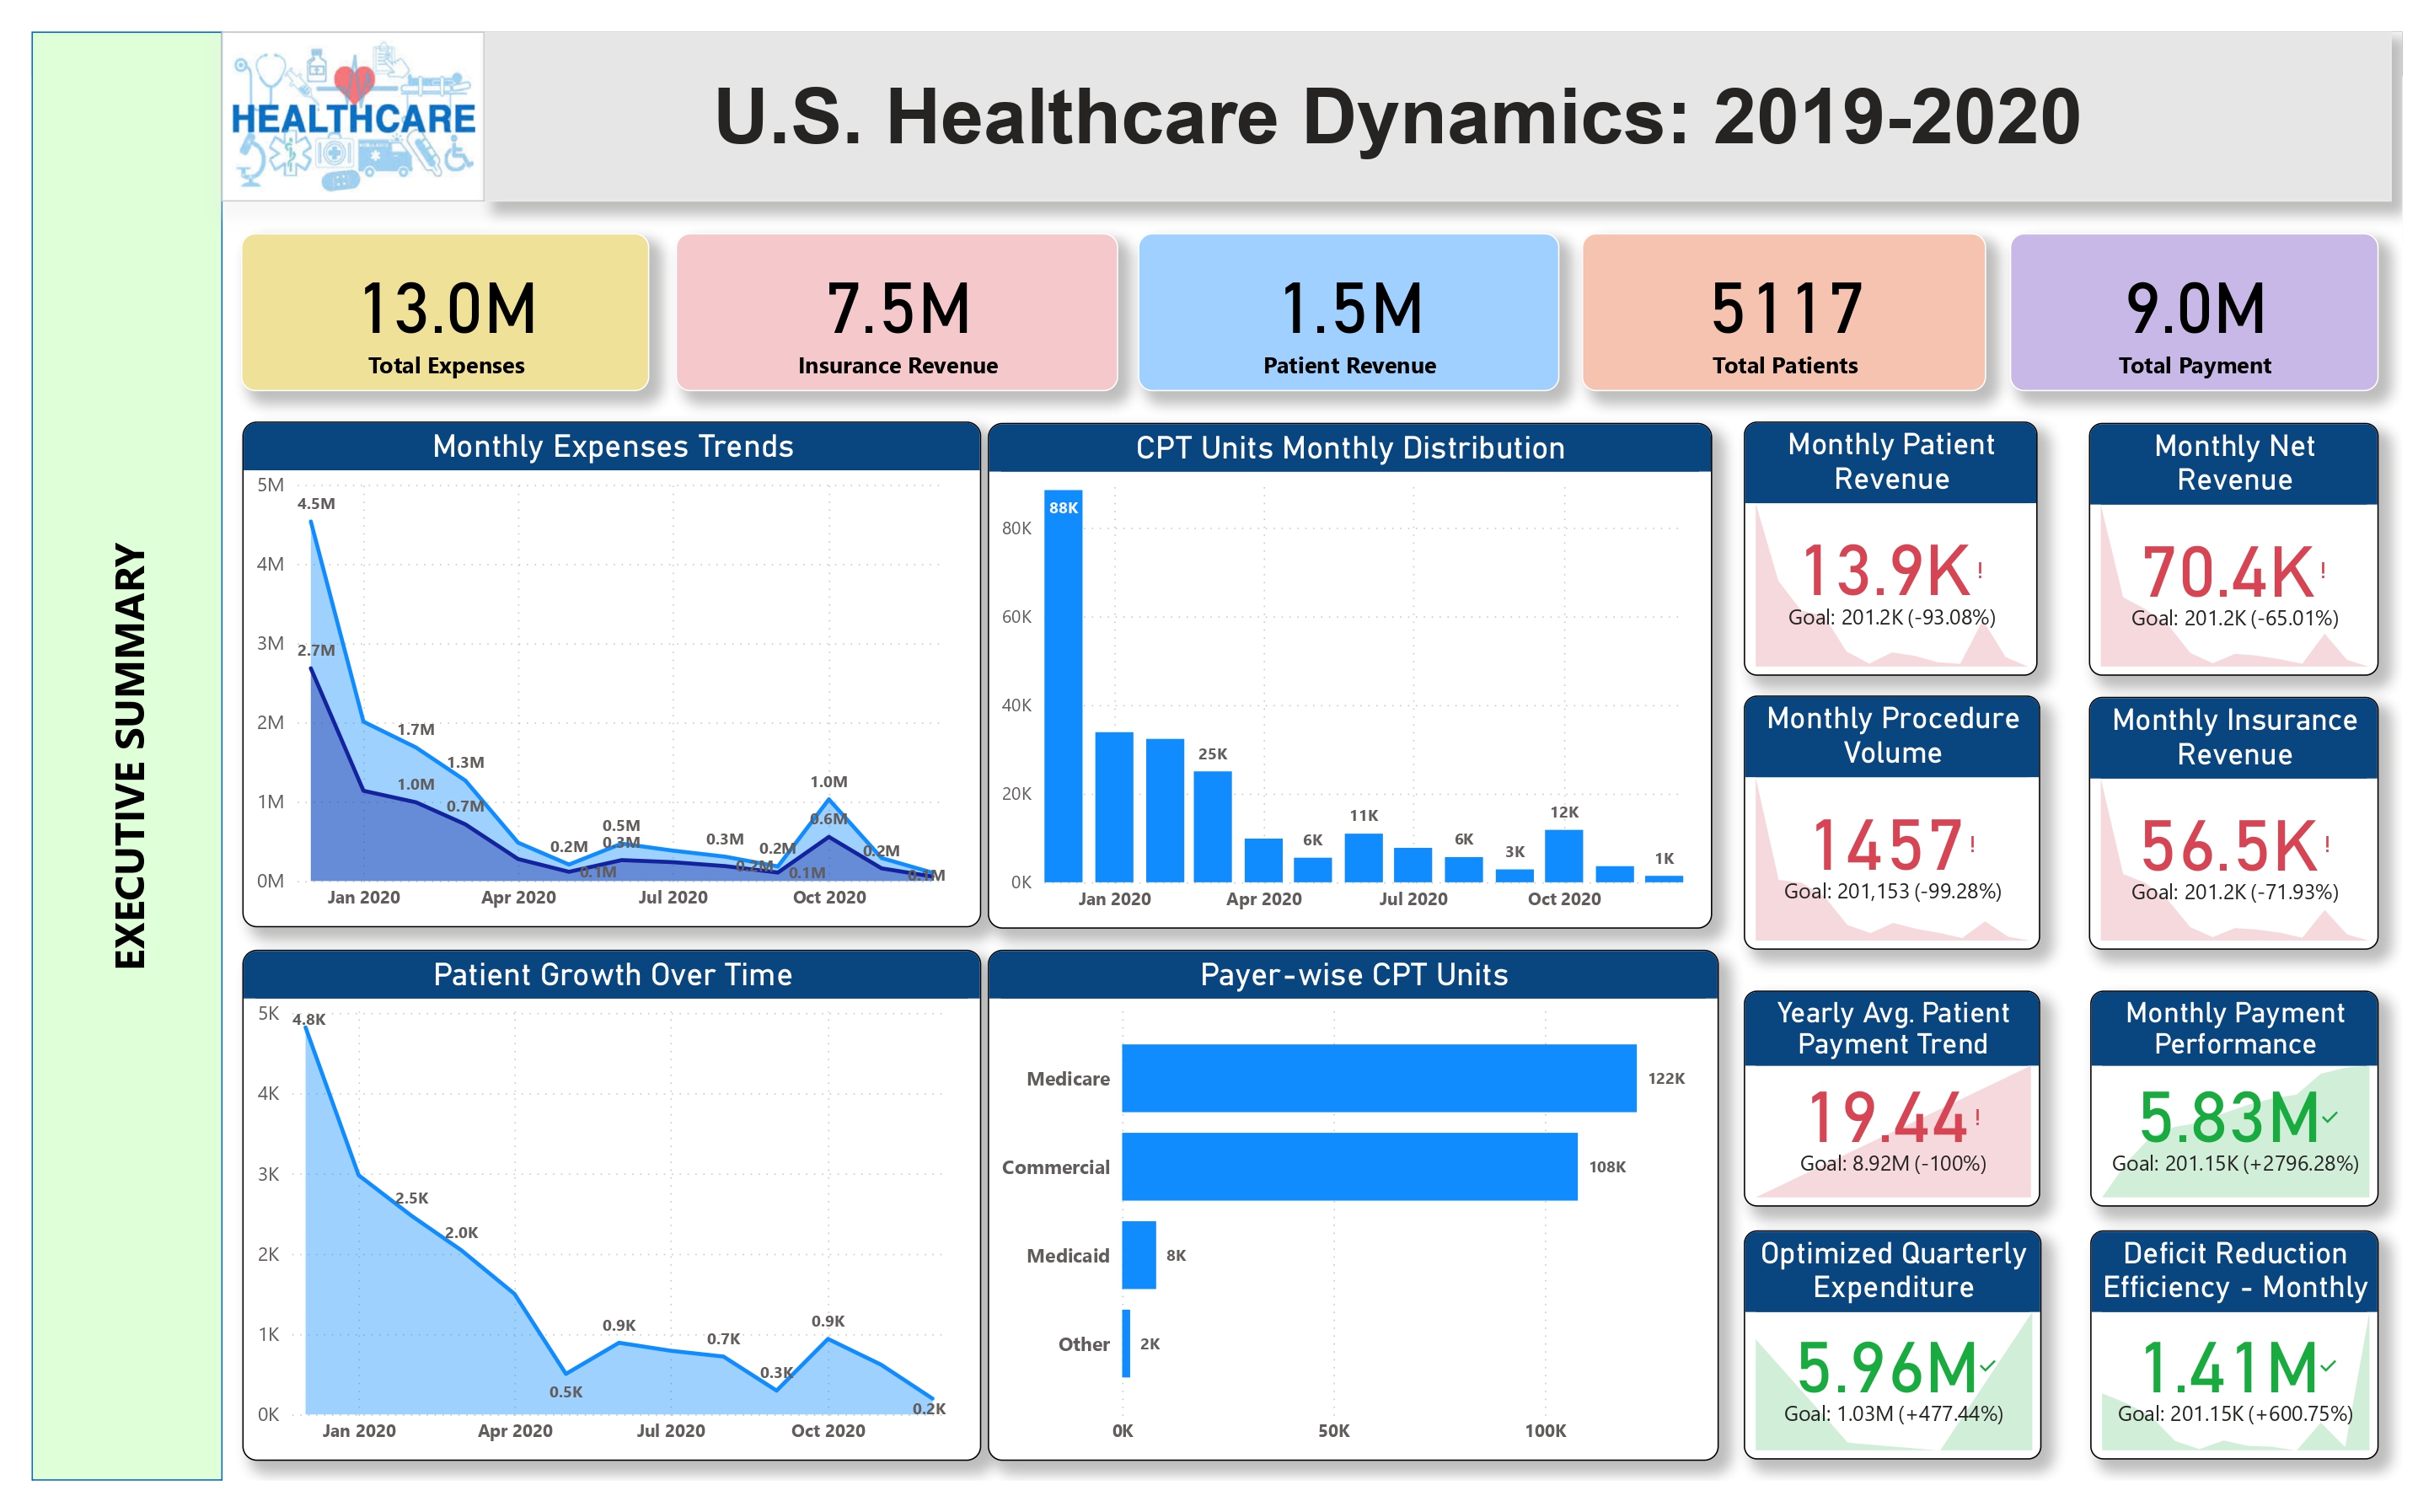 HEALTHCARE
U.S. Healthcare Dynamics: 2019-2020
EXECUTIVE SUMMARY
13.0M
Total Expenses
7.5M
Insurance Revenue
1.5M
Patient Revenue
5117
Total Patients
9.0M
Total Payment
Monthly Expenses Trends
5M
4M
3M
2M
1M
0M
4.5M
2.7M
1.7M
1.0M
1.3M
0.7M
0.2M
0.1M
0.5M
0.3M
0.3M
0.2M
0.2M
0.1M
1.0M
0.6M
0.2M
0.1M
Jan 2020
Apr 2020
Jul 2020
Oct 2020
CPT Units Monthly Distribution
80K
60K
40K
20K
0K
88K
25K
6K
11K
6K
3K
12K
1K
Jan 2020
Apr 2020
Jul 2020
Oct 2020
Monthly Patient
Revenue
13.9K!
Goal: 201.2K (-93.08%)
Monthly Net
Revenue
70.4K!
Goal: 201.2K (-65.01%)
Monthly Procedure
Volume
1457!
Goal: 201,153 (-99.28%)
Monthly Insurance
Revenue
56.5K!
Goal: 201.2K (-71.93%)
Patient Growth Over Time
5K
4K
3K
2K
1K
0K
4.8K
2.5K
2.0K
0.5K
0.9K
0.7K
0.3K
0.9K
0.2K
Jan 2020
Apr 2020
Jul 2020
Oct 2020
Payer-wise CPT Units
Medicare
122K
Commercial
108K
Medicaid
8K
Other
2K
0K
50K
100K
Yearly Avg. Patient
Payment Trend
19.44!
Goal: 8.92M (-100%)
Monthly Payment
Performance
5.83M✓
Goal: 201.15K (+2796.28%)
Optimized Quarterly
Expenditure
5.96M✓
Goal: 1.03M (+477.44%)
Deficit Reduction
Efficiency - Monthly
1.41M✓
Goal: 201.15K (+600.75%)